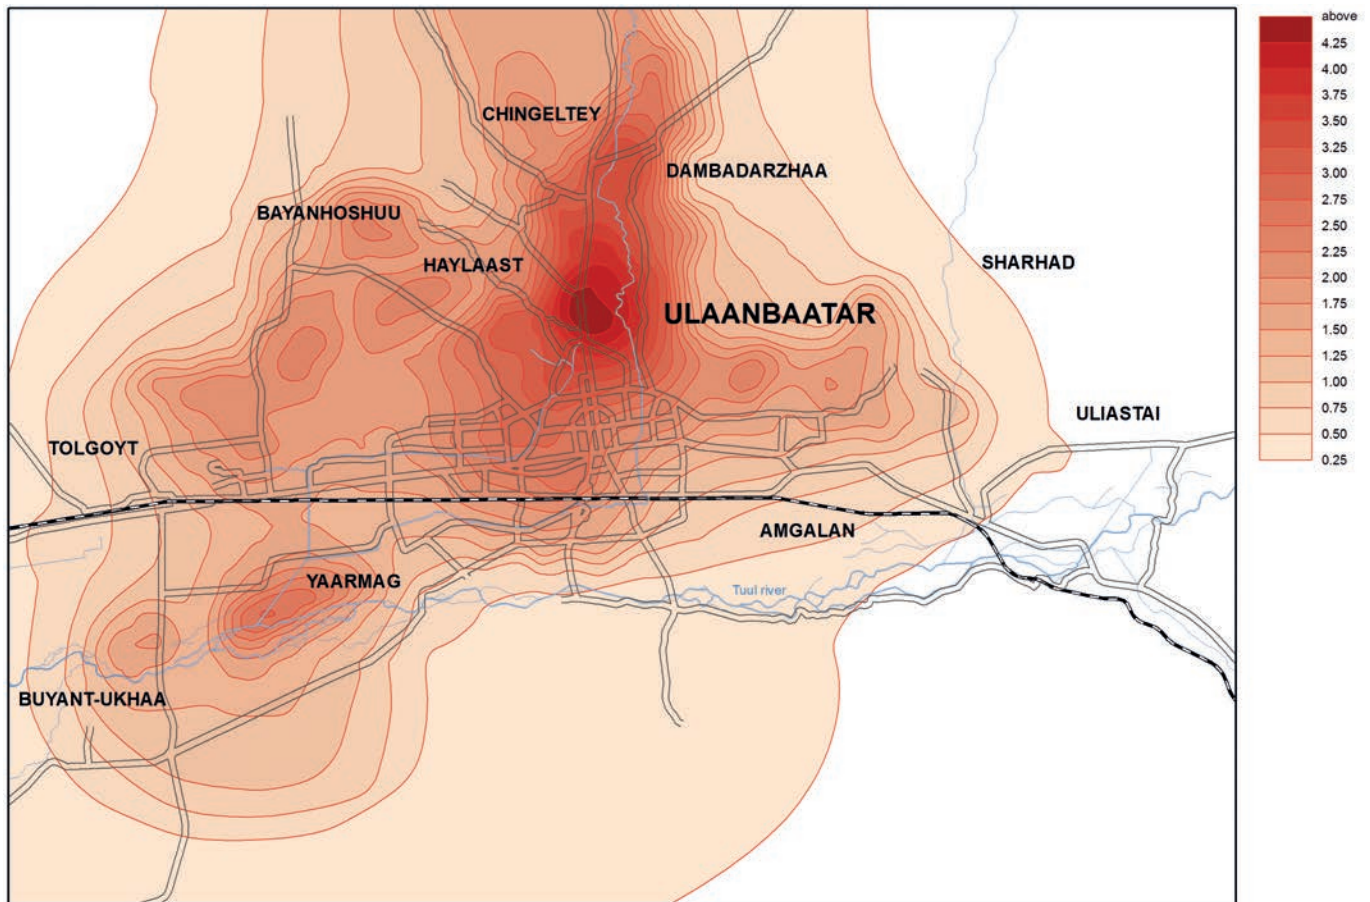 CHINGELTEY
DAMBADARZHAA
BAYANHOSHUU
HAYLAAST
SHARHAD
ULAANBAATAR
ULIASTAI
TOLGOYT
AMGALAN
YAARMAG
Tuul river
BUYANT-UKHAA
above
4.25
4.00
3.75
3.50
3.25
3.00
2.75
2.50
2.25
2.00
1.75
1.50
1.25
1.00
0.75
0.50
0.25